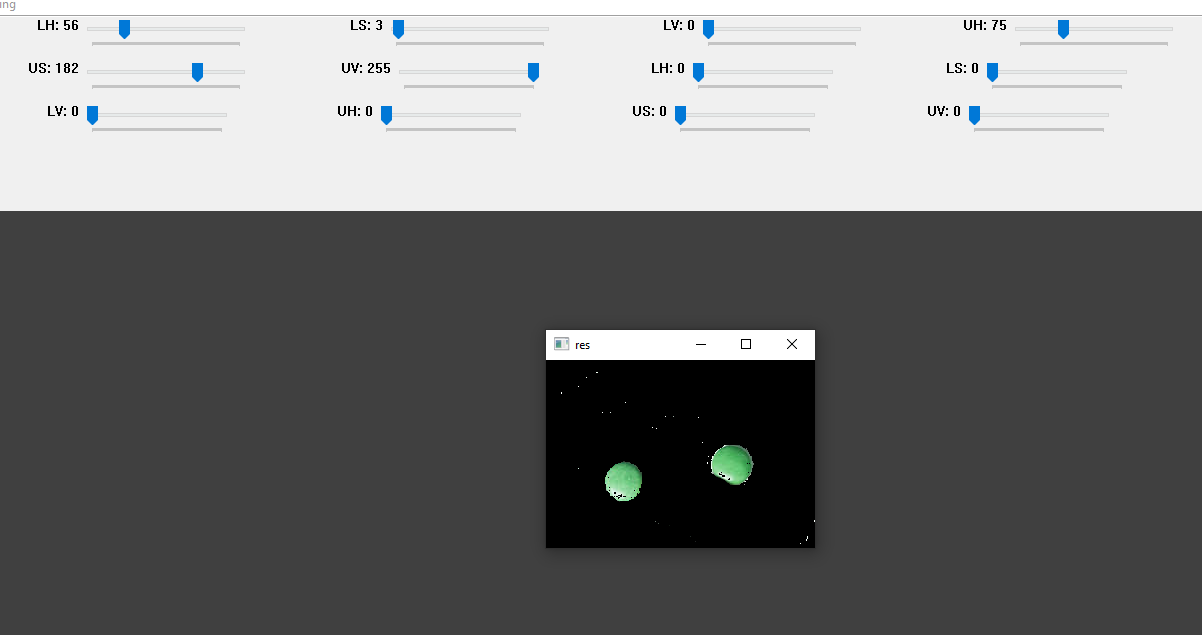 ing
LH: 56 LS: 3 LV: 0 UH: 75
US: 182 UV: 255 LH: 0 LS: 0
LV: 0 UH: 0 US: 0 UV: 0
res